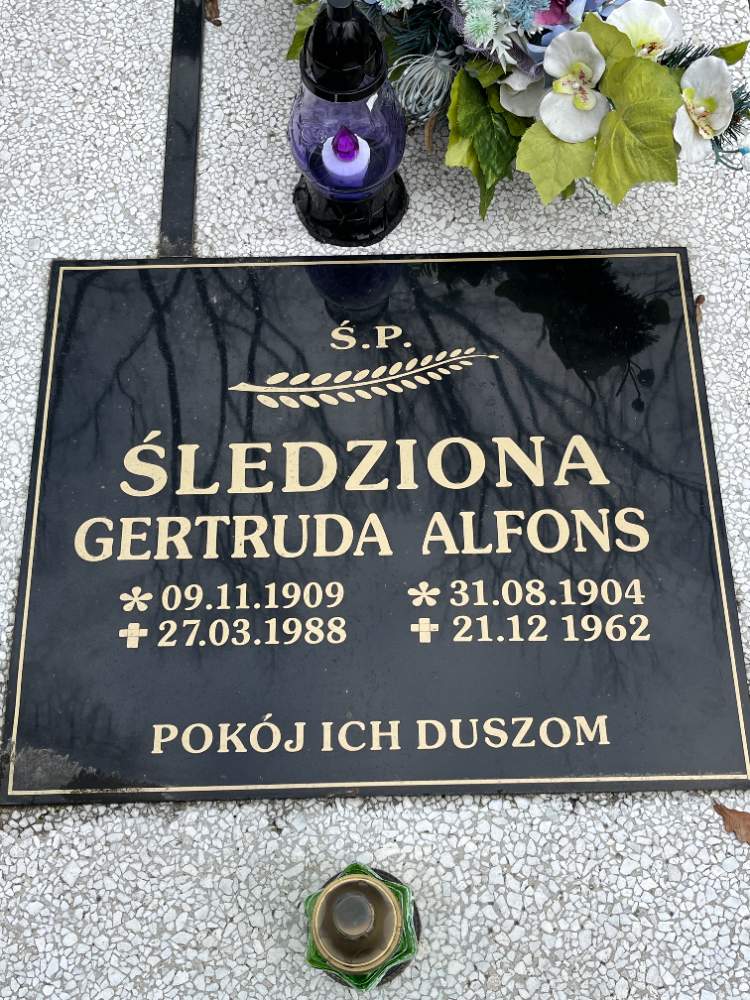 Ś.P.
ŚLEDZIONA
GERTRUDA ALFONS
* 09.11.1909 * 31.08.1904
✝ 27.03.1988 ✝ 21.12 1962
POKÓJ ICH DUSZOM